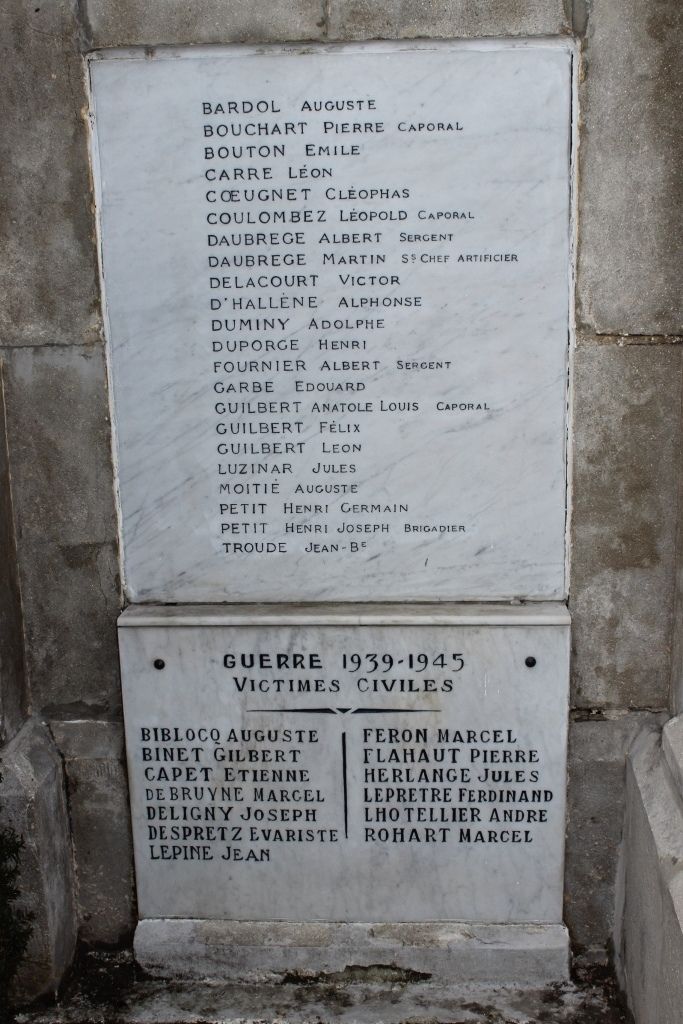 BARDOL AUGUSTE
BOUCHART PIERRE CAPORAL
BOUTON EMILE
CARRE LÉON
CŒUGNET CLÉOPHAS
COULOMBEZ LÉOPOLD CAPORAL
DAUBREGE ALBERT SERGENT
DAUBREGE MARTIN Ss CHEF ARTIFICIER
DELACOURT VICTOR
D'HALLÈNE ALPHONSE
DUMINY ADOLPHE
DUPORGE HENRI
FOURNIER ALBERT SERGENT
GARBE EDOUARD
GUILBERT ANATOLE LOUIS CAPORAL
GUILBERT FÉLIX
GUILBERT LEON
LUZINAR JULES
MOITIÉ AUGUSTE
PETIT HENRI GERMAIN
PETIT HENRI JOSEPH BRIGADIER
TROUDE JEAN-Bte
GUERRE 1939-1945
VICTIMES CIVILES
BIBLOCQ AUGUSTE
BINET GILBERT
CAPET ETIENNE
DE BRUYNE MARCEL
DELIGNY JOSEPH
DESPRETZ EVARISTE
LEPINE JEAN
FERON MARCEL
FLAHAUT PIERRE
HERLANGE JULES
LEPRETRE FERDINAND
LHOTELLIER ANDRE
ROHART MARCEL